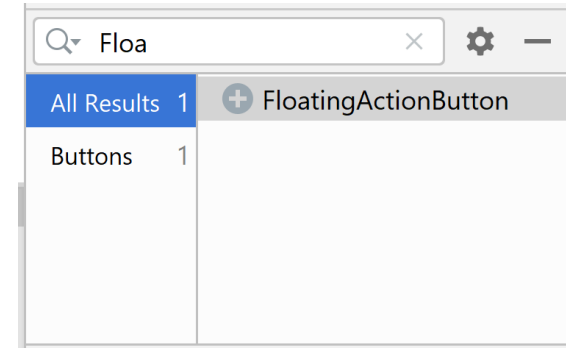 Floa
All Results 1
FloatingActionButton
Buttons 1